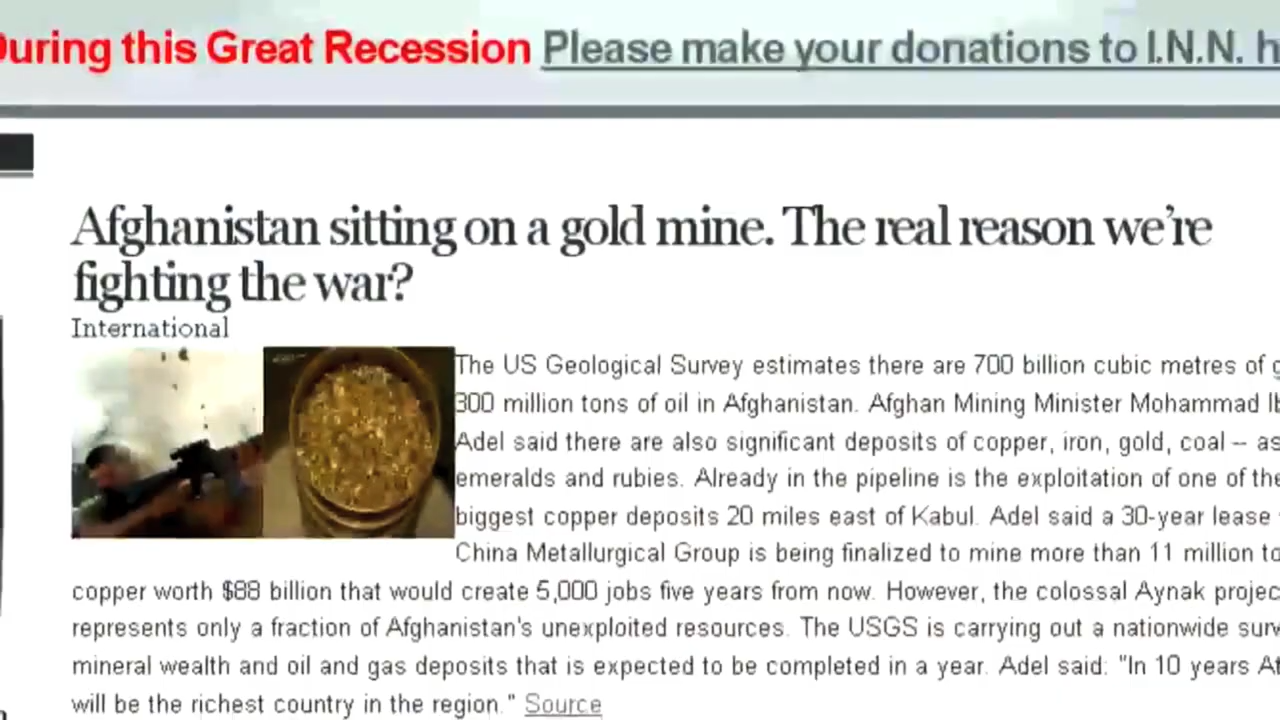 During this Great Recession Please make your donations to I.N.N.
Afghanistan sitting on a gold mine. The real reason we're
fighting the war?
International
The US Geological Survey estimates there are 700 billion cubic metres of
300 million tons of oil in Afghanistan. Afghan Mining Minister Mohammad
Adel said there are also significant deposits of copper, iron, gold, coal – as
emeralds and rubies. Already in the pipeline is the exploitation of one of the
biggest copper deposits 20 miles east of Kabul. Adel said a 30-year lease
China Metallurgical Group is being finalized to mine more than 11 million
copper worth $88 billion that would create 5,000 jobs five years from now. However, the colossal Aynak
represents only a fraction of Afghanistan's unexploited resources. The USGS is carrying out a nationwide
mineral wealth and oil and gas deposits that is expected to be completed in a year. Adel said: "In 10 years
will be the richest country in the region." Source